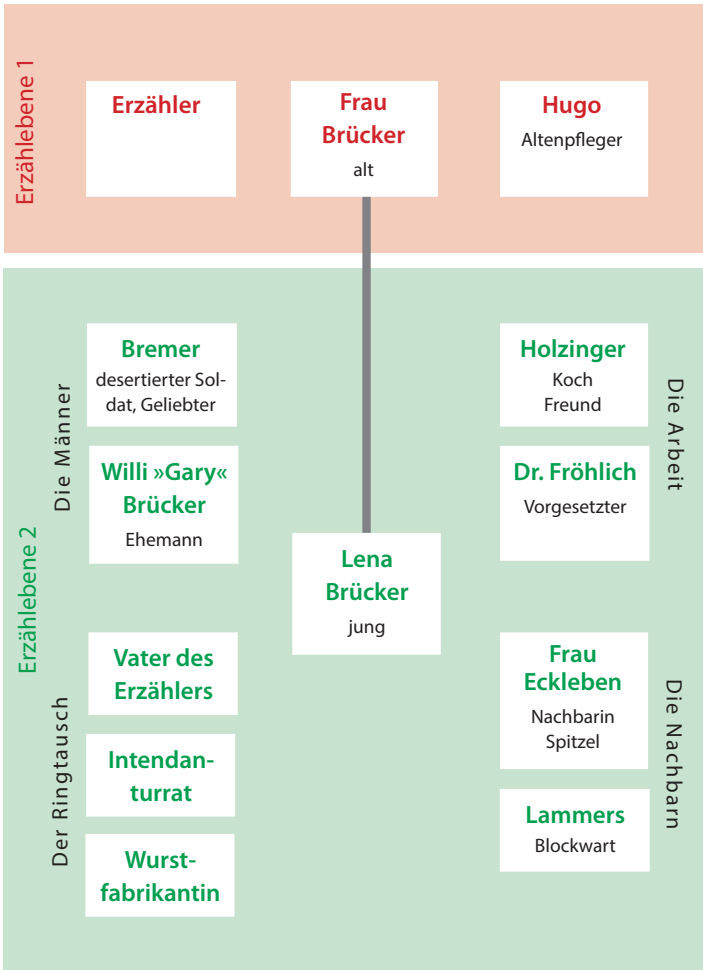 Erzählebene 1
Erzähler
Frau
Brücker
alt
Hugo
Altenpfleger
Erzählebene 2
Die Männer
Bremer
desertierter Sol-
dat, Geliebter
Willi »Gary«
Brücker
Ehemann
Holzinger
Koch
Freund
Dr. Fröhlich
Vorgesetzter
Die Arbeit
Lena
Brücker
jung
Der Ringtausch
Vater des
Erzählers
Intendan-
turrat
Wurst-
fabrikantin
Frau
Eckleben
Nachbarin
Spitzel
Lammers
Blockwart
Die Nachbarn